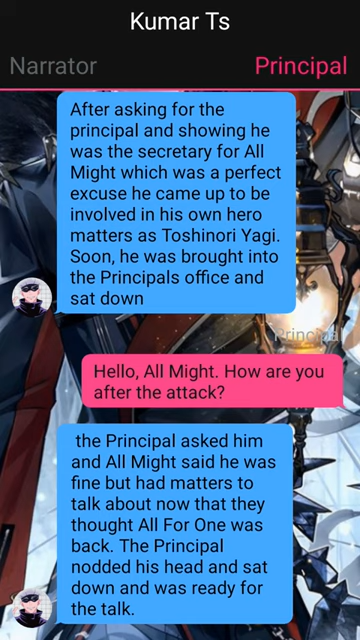 Kumar Ts
Narrator
Principal
After asking for the
principal and showing he
was the secretary for All
Might which was a perfect
excuse he came up to be
involved in his own hero
matters as Toshinori Yagi.
Soon, he was brought into
the Principals office and
sat down
Principal
Hello, All Might. How are you
after the attack?
the Principal asked him
and All Might said he was
fine but had matters to
talk about now that they
thought All For One was
back. The Principal
nodded his head and sat
down and was ready for
the talk.